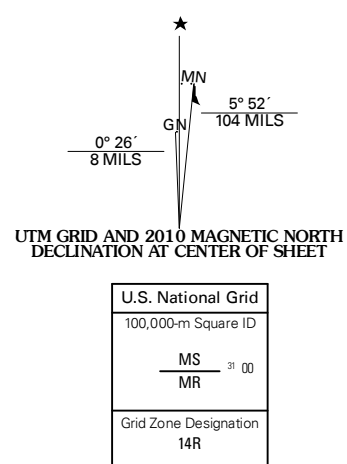 MN
GN
5° 52´
104 MILS
0° 26´
8 MILS
UTM GRID AND 2010 MAGNETIC NORTH
DECLINATION AT CENTER OF SHEET
U.S. National Grid
100,000-m Square ID
MS
31 00
MR
Grid Zone Designation
14R